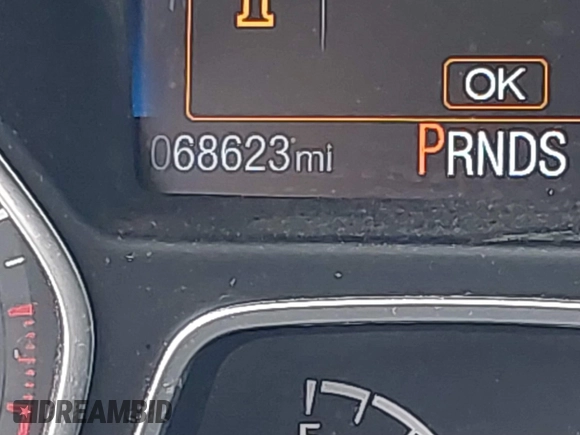 OK
068623mi PRNDS
F
DREAMBID